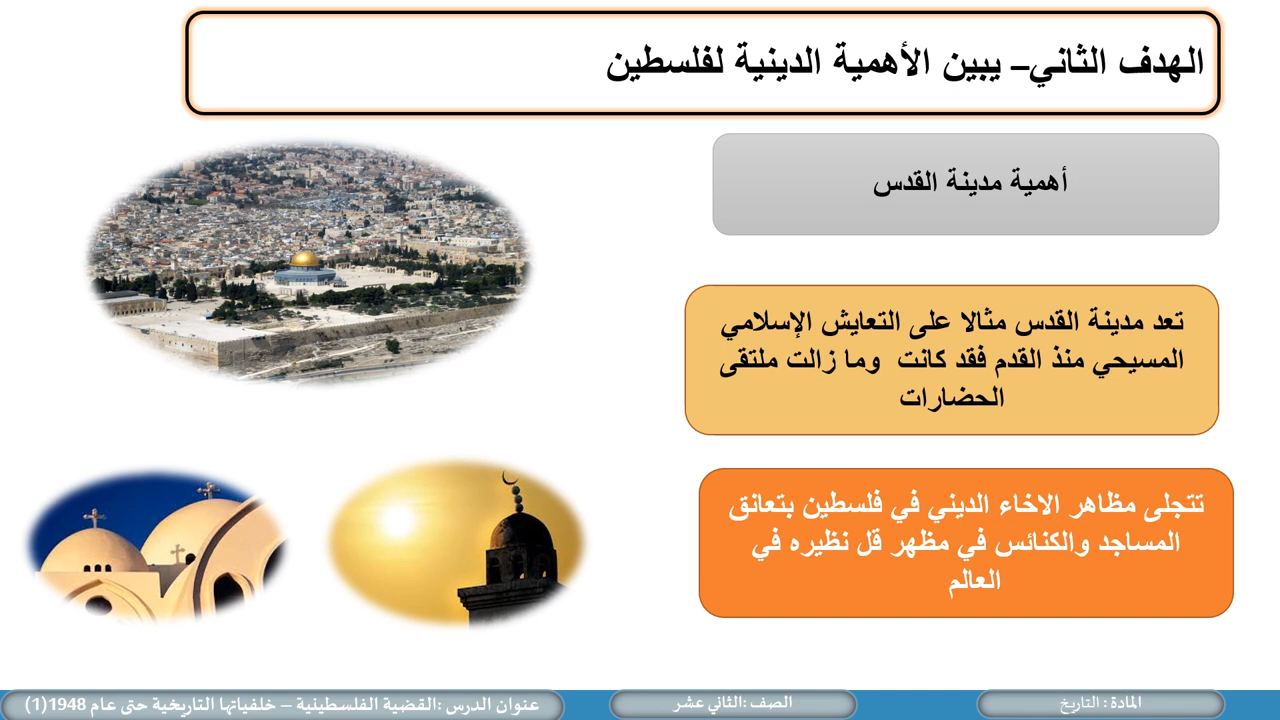 الهدف الثاني– يبين الأهمية الدينية لفلسطين
أهمية مدينة القدس
تعد مدينة القدس مثالا على التعايش الإسلامي
المسيحي منذ القدم فقد كانت وما زالت ملتقى
الحضارات
تتجلى مظاهر الاخاء الديني في فلسطين بتعانق
المساجد والكنائس في مظهر قل نظيره في
العالم
المادة : التاريخ
الصف :الثاني عشر
عنوان الدرس :القضية الفلسطينية – خلفياتها التاريخية حتى عام 1948(1)